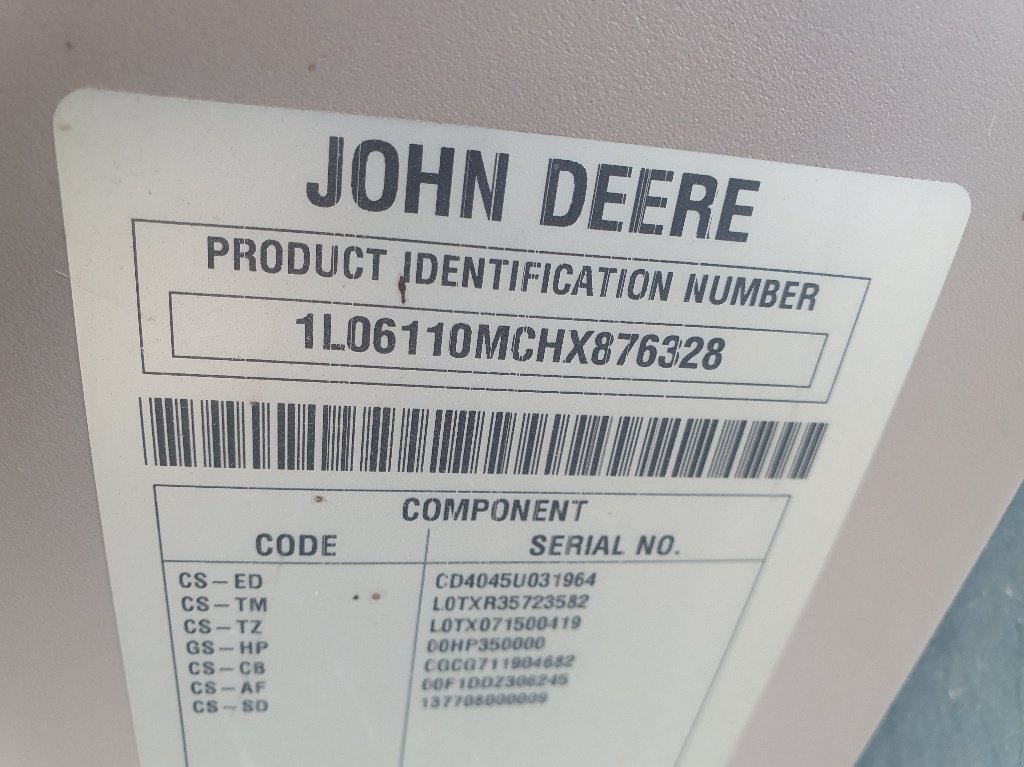 JOHN DEERE
PRODUCT IDENTIFICATION NUMBER
1L06110MCHX876328
COMPONENT
CODE SERIAL NO.
CS-ED CD4045U031964
CS-TM L0TXR35723582
CS-TZ L0TX071500419
GS-HP 00HP350000
CS-CB CGCG711904682
CS-AF 00F1DDZ306245
CS-SD 137708000009